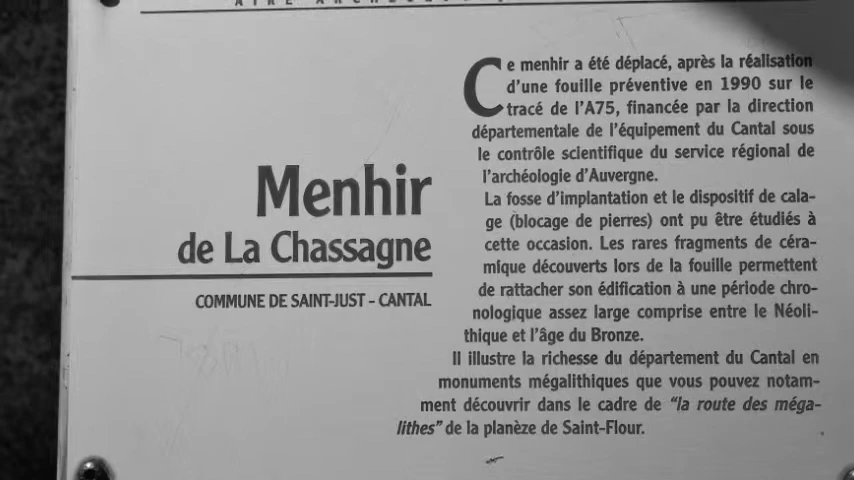 Menhir
de La Chassagne
COMMUNE DE SAINT-JUST - CANTAL
Ce menhir a été déplacé, après la réalisation
d'une fouille préventive en 1990 sur le
tracé de l'A75, financée par la direction
départementale de l'équipement du Cantal sous
le contrôle scientifique du service régional de
l'archéologie d'Auvergne.
La fosse d'implantation et le dispositif de cala-
ge (blocage de pierres) ont pu être étudiés à
cette occasion. Les rares fragments de céra-
mique découverts lors de la fouille permettent
de rattacher son édification à une période chro-
nologique assez large comprise entre le Néoli-
thique et l'âge du Bronze.
Il illustre la richesse du département du Cantal en
monuments mégalithiques que vous pouvez notam-
ment découvrir dans le cadre de "la route des méga-
lithes" de la planèze de Saint-Flour.